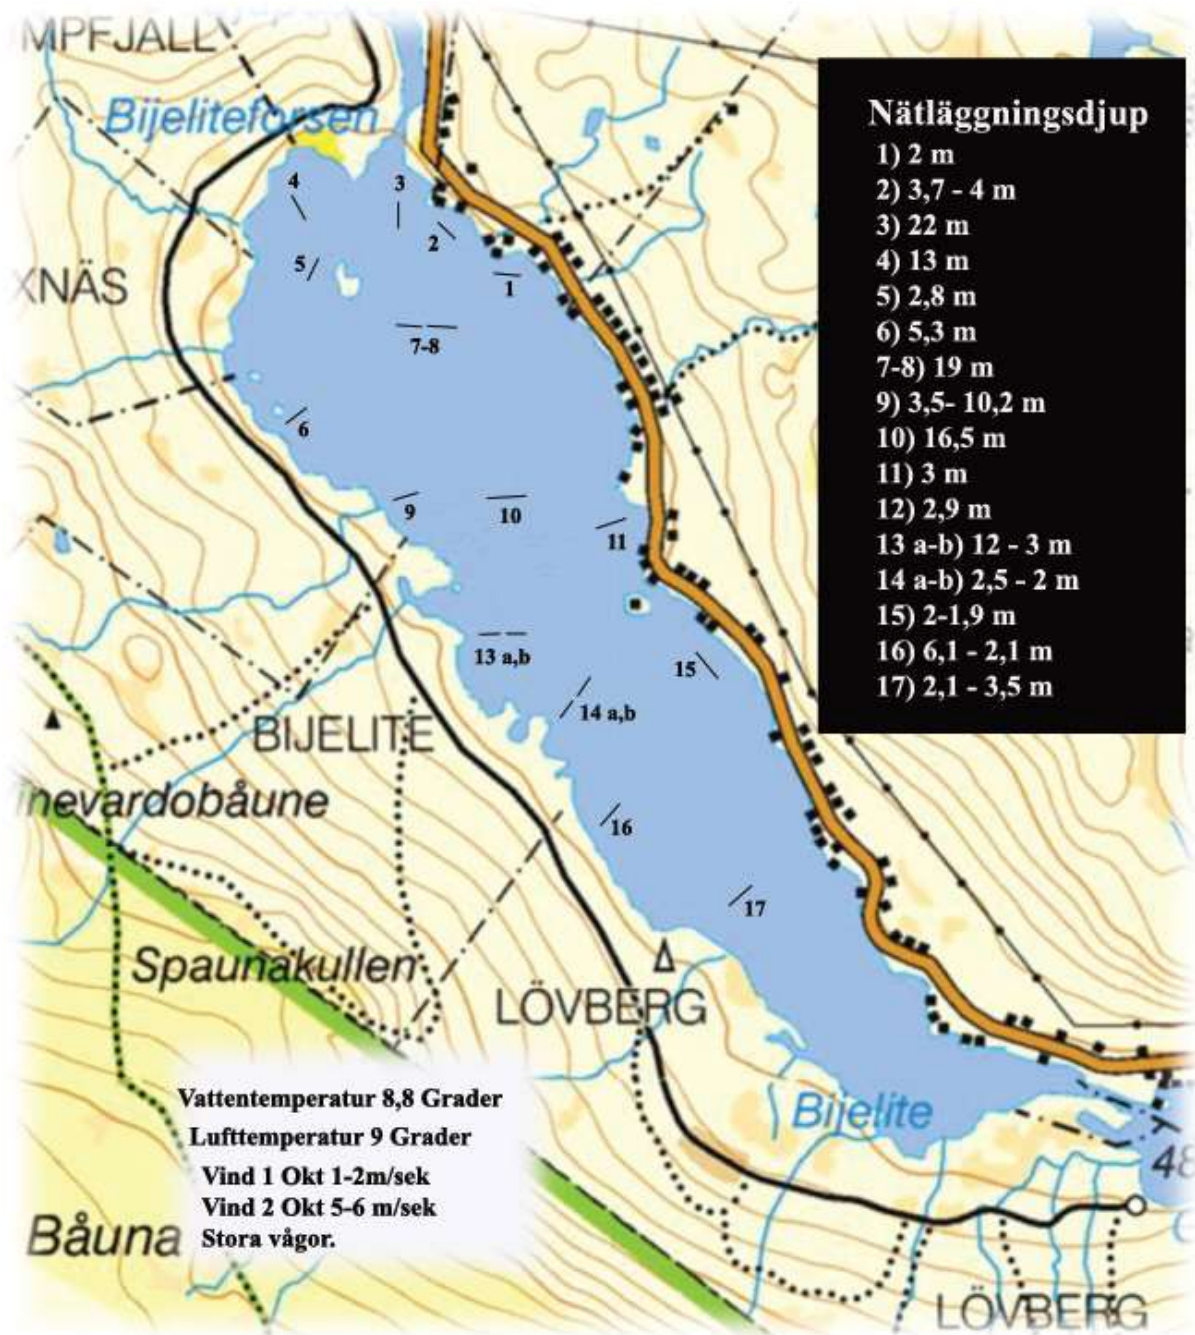 MPFJÄLL
Bijeliteforsen
Nätläggningsdjup
1) 2 m
2) 3,7 - 4 m
3) 22 m
4) 13 m
5) 2,8 m
6) 5,3 m
7-8) 19 m
9) 3,5- 10,2 m
10) 16,5 m
11) 3 m
12) 2,9 m
13 a-b) 12 - 3 m
14 a-b) 2,5 - 2 m
15) 2-1,9 m
16) 6,1 - 2,1 m
17) 2,1 - 3,5 m
4
3
2
5
1
XNÄS
7-8
6
9
10
11
13 a,b
15
14 a,b
BIJELITE
nevardobåune
16
17
Spaunakullen
LÖVBERG
Vattentemperatur 8,8 Grader
Lufttemperatur 9 Grader
Vind 1 Okt 1-2m/sek
Vind 2 Okt 5-6 m/sek
Stora vågor.
Bijelite
48
Båuna
LÖVBERG